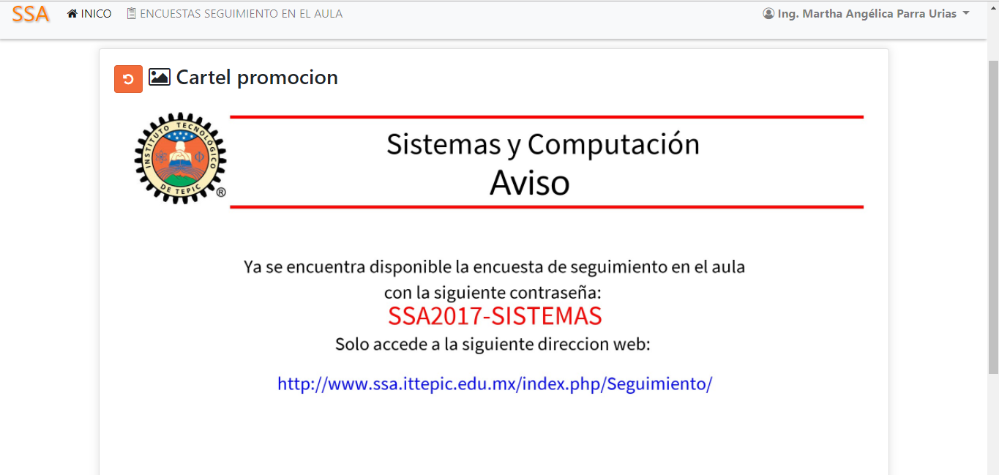 SSA INICO ENCUESTAS SEGUIMIENTO EN EL AULA Ing. Martha Angélica Parra Urias
Cartel promocion
INSTITUTO TECNOLÓGICO
DE TEPIC
®
Sistemas y Computación
Aviso
Ya se encuentra disponible la encuesta de seguimiento en el aula
con la siguiente contraseña:
SSA2017-SISTEMAS
Solo accede a la siguiente direccion web:
http://www.ssa.ittepic.edu.mx/index.php/Seguimiento/